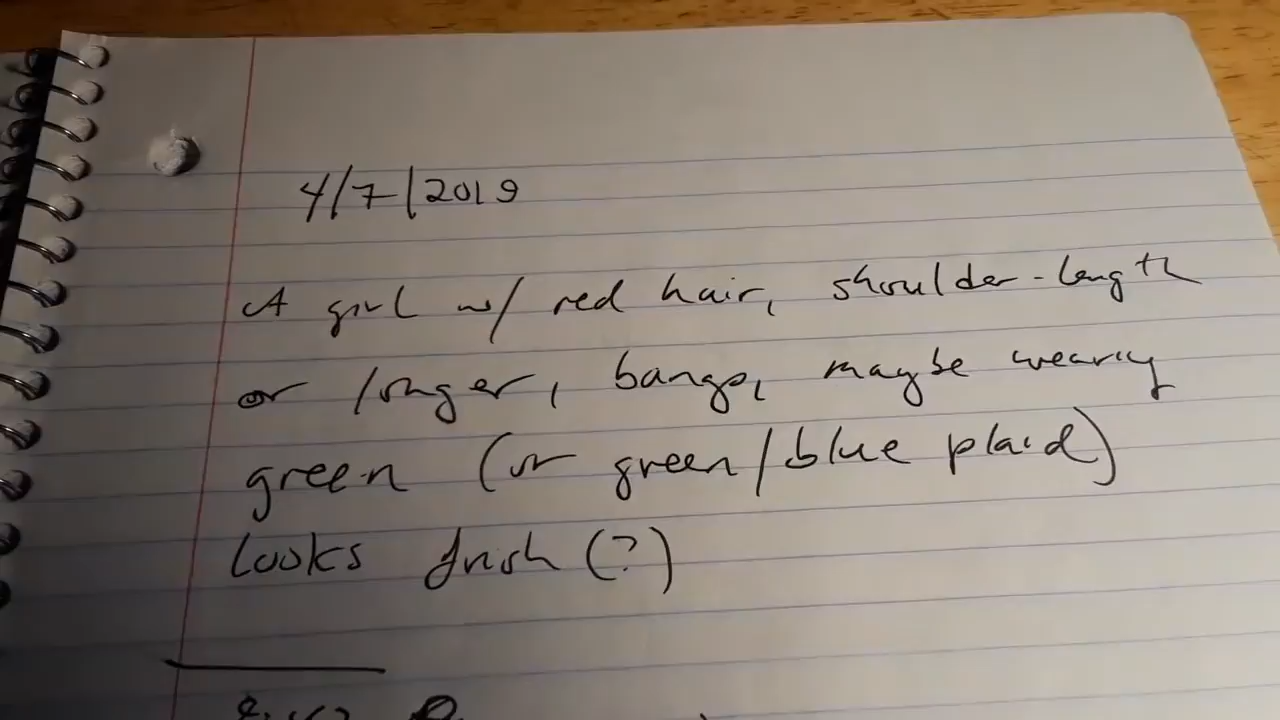 4/7/2019
A girl w/ red hair, shoulder-length
or longer, bangs, maybe wearing
green (or green/blue plaid)
looks Irish (?)